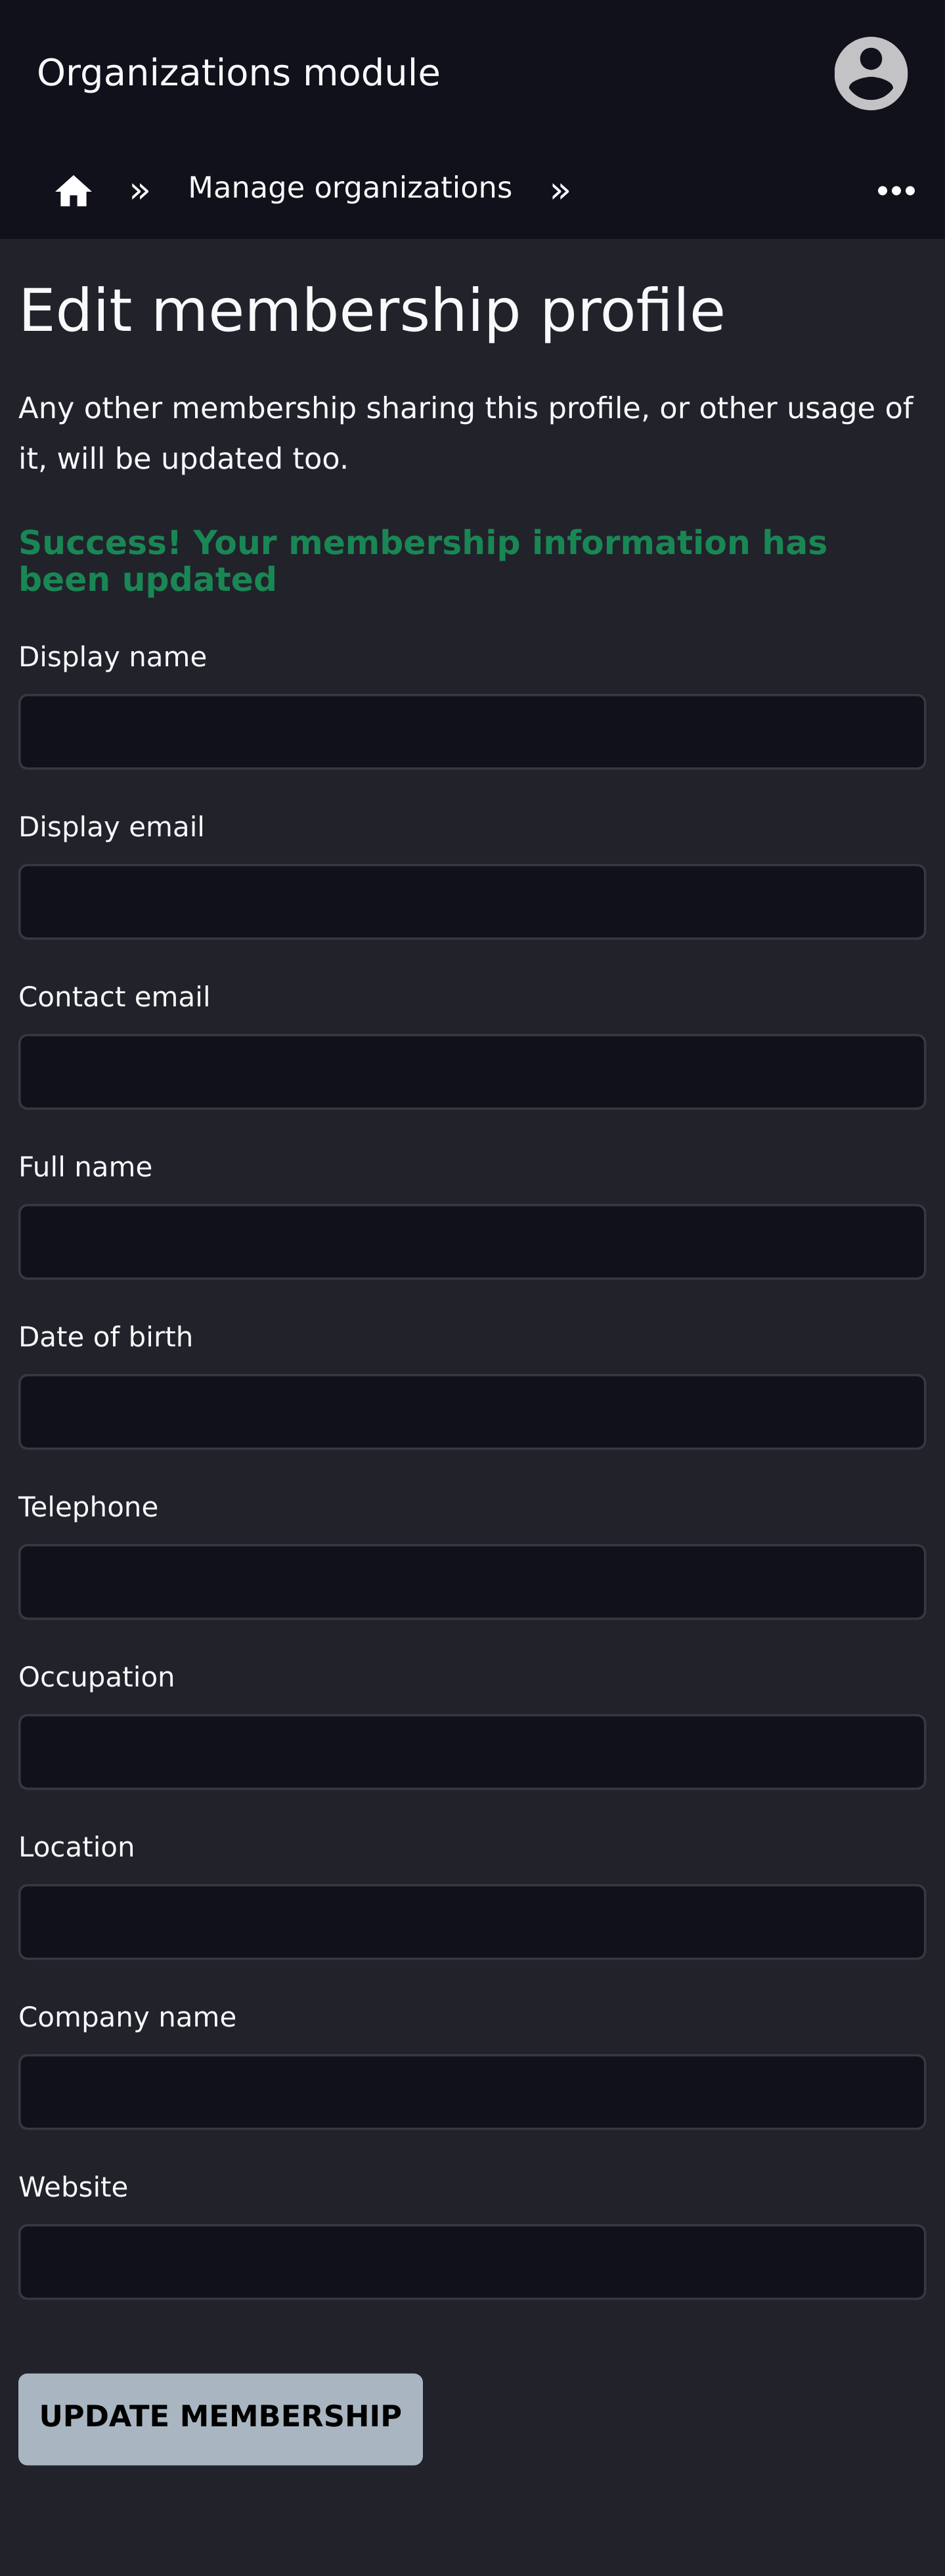 Organizations module
» Manage organizations »
Edit membership profile
Any other membership sharing this profile, or other usage of
it, will be updated too.
Success! Your membership information has
been updated
Display name
Display email
Contact email
Full name
Date of birth
Telephone
Occupation
Location
Company name
Website
UPDATE MEMBERSHIP